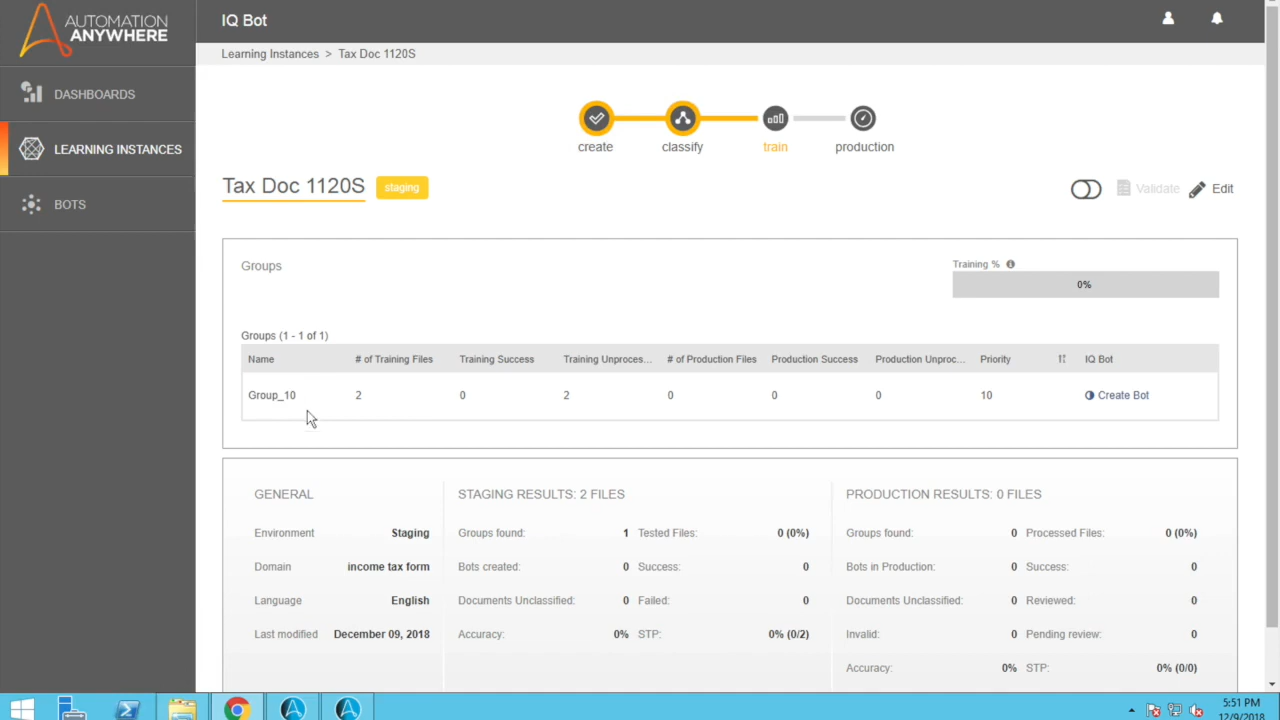 AUTOMATION
ANYWHERE
IQ Bot
Learning Instances > Tax Doc 1120S
DASHBOARDS
LEARNING INSTANCES
BOTS
create classify train production
Tax Doc 1120S staging
Validate Edit
Groups
Training %
0%
Groups (1 - 1 of 1)
Name # of Training Files Training Success Training Unproces... # of Production Files Production Success Production Unproc... Priority IQ Bot
Group_10 2 0 2 0 0 0 10 Create Bot
GENERAL
Environment Staging
Domain income tax form
Language English
Last modified December 09, 2018
STAGING RESULTS: 2 FILES
Groups found: 1 Tested Files: 0 (0%)
Bots created: 0 Success: 0
Documents Unclassified: 0 Failed: 0
Accuracy: 0% STP: 0% (0/2)
PRODUCTION RESULTS: 0 FILES
Groups found: 0 Processed Files: 0 (0%)
Bots in Production: 0 Success: 0
Documents Unclassified: 0 Reviewed: 0
Invalid: 0 Pending review: 0
Accuracy: 0% STP: 0% (0/0)
5:51 PM
12/9/2018